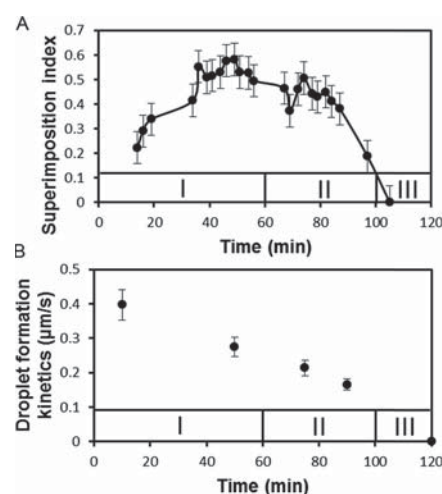 A
Superimposition index
0.7
0.6
0.5
0.4
0.3
0.2
0.1
0
I
II
III
0 20 40 60 80 100 120
Time (min)
B
Droplet formation
kinetics (µm/s)
0.5
0.4
0.3
0.2
0.1
0
I
II
III
0 20 40 60 80 100 120
Time (min)